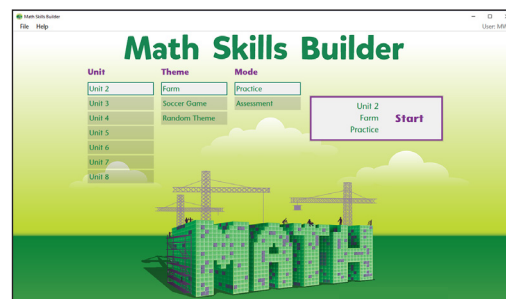 Math Skills Builder
File Help
User: MW
Math Skills Builder
Unit
Unit 2
Unit 3
Unit 4
Unit 5
Unit 6
Unit 7
Unit 8
Theme
Farm
Soccer Game
Random Theme
Mode
Practice
Assessment
Unit 2
Farm
Practice
Start
MATH